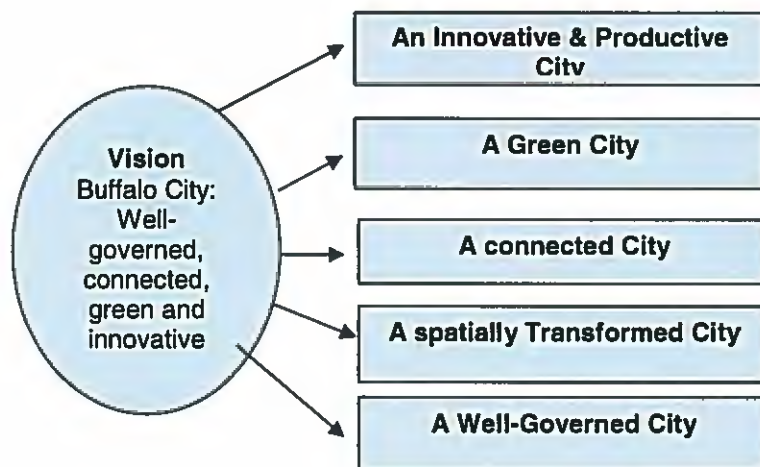 Vision
Buffalo City:
Well-
governed,
connected,
green and
innovative
An Innovative & Productive
City
A Green City
A connected City
A spatially Transformed City
A Well-Governed City